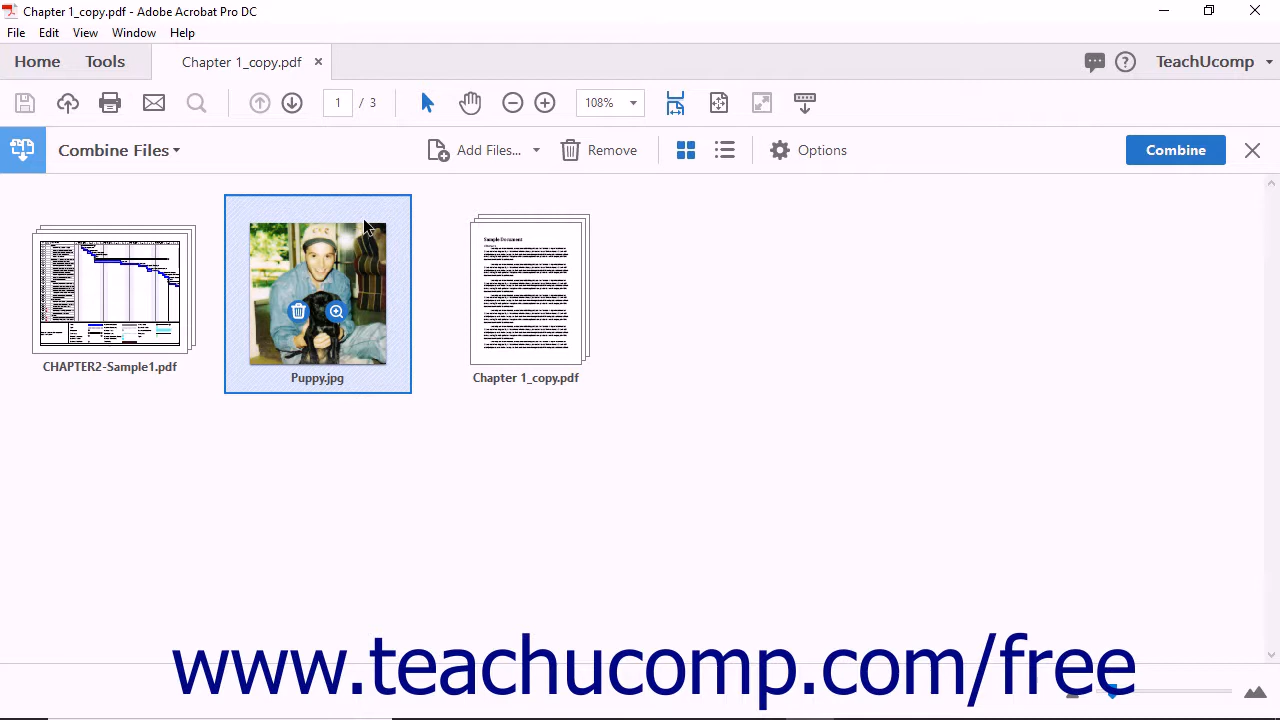 Chapter 1_copy.pdf - Adobe Acrobat Pro DC
File Edit View Window Help
Home Tools Chapter 1_copy.pdf × TeachUcomp
1 / 3 108%
Combine Files Add Files... Remove Options Combine
Sample Document
CHAPTER2-Sample1.pdf
Puppy.jpg
Chapter 1_copy.pdf
www.teachucomp.com/free